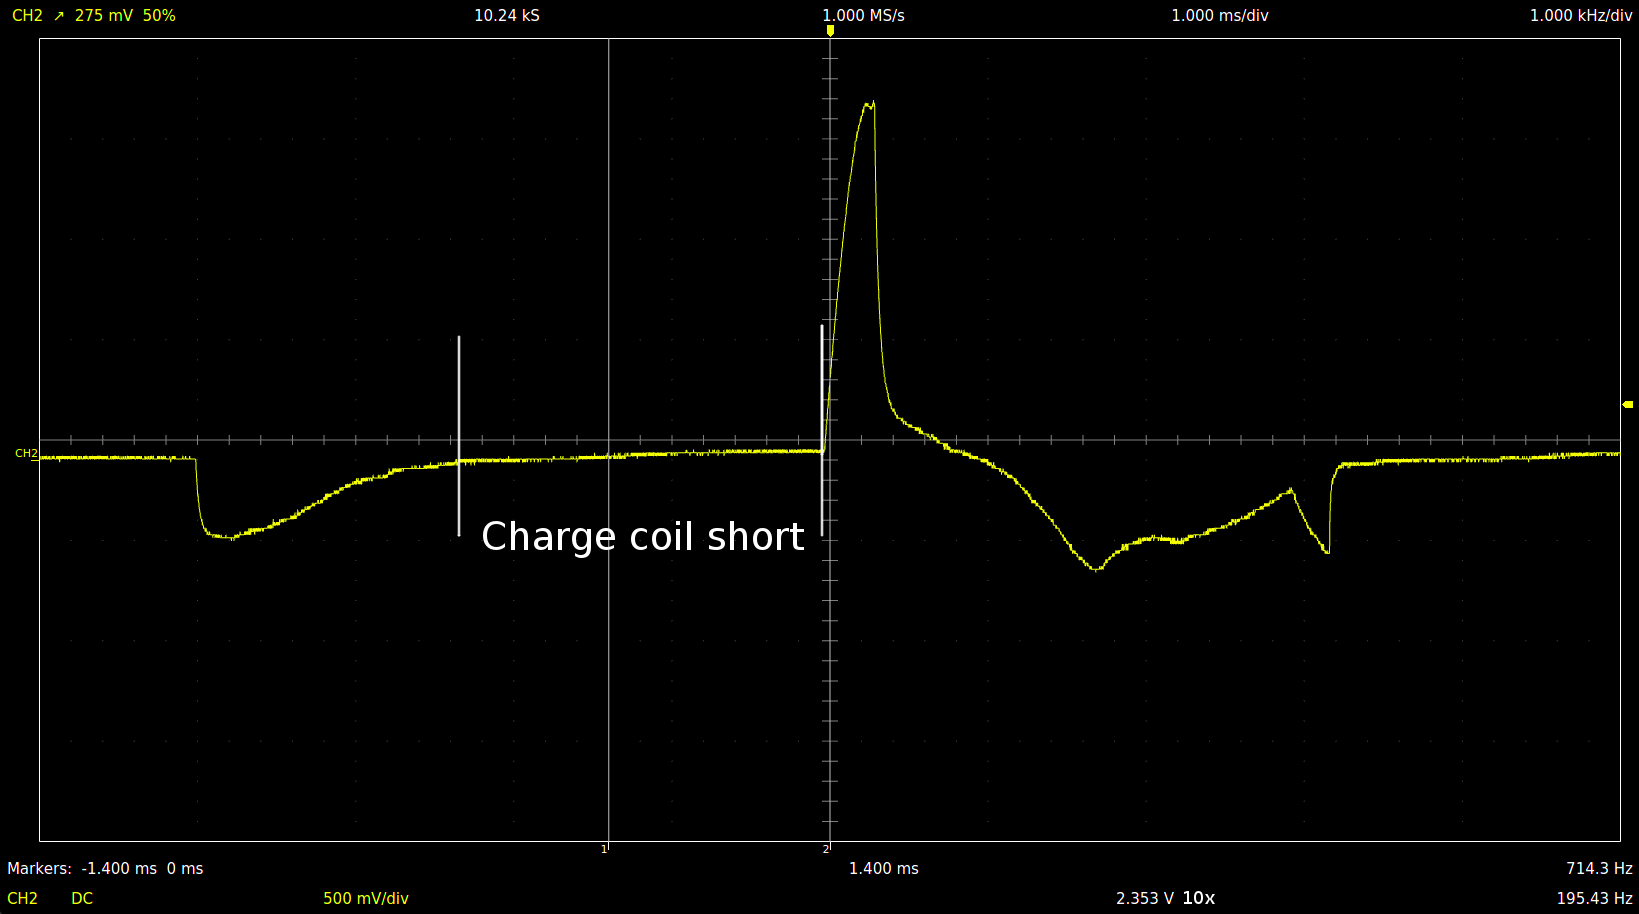 CH2 ↗ 275 mV 50% 10.24 kS 1.000 MS/s 1.000 ms/div 1.000 kHz/div
CH2
Charge coil short
1 2
Markers: -1.400 ms 0 ms 1.400 ms 714.3 Hz
CH2 DC 500 mV/div 2.353 V 10x 195.43 Hz